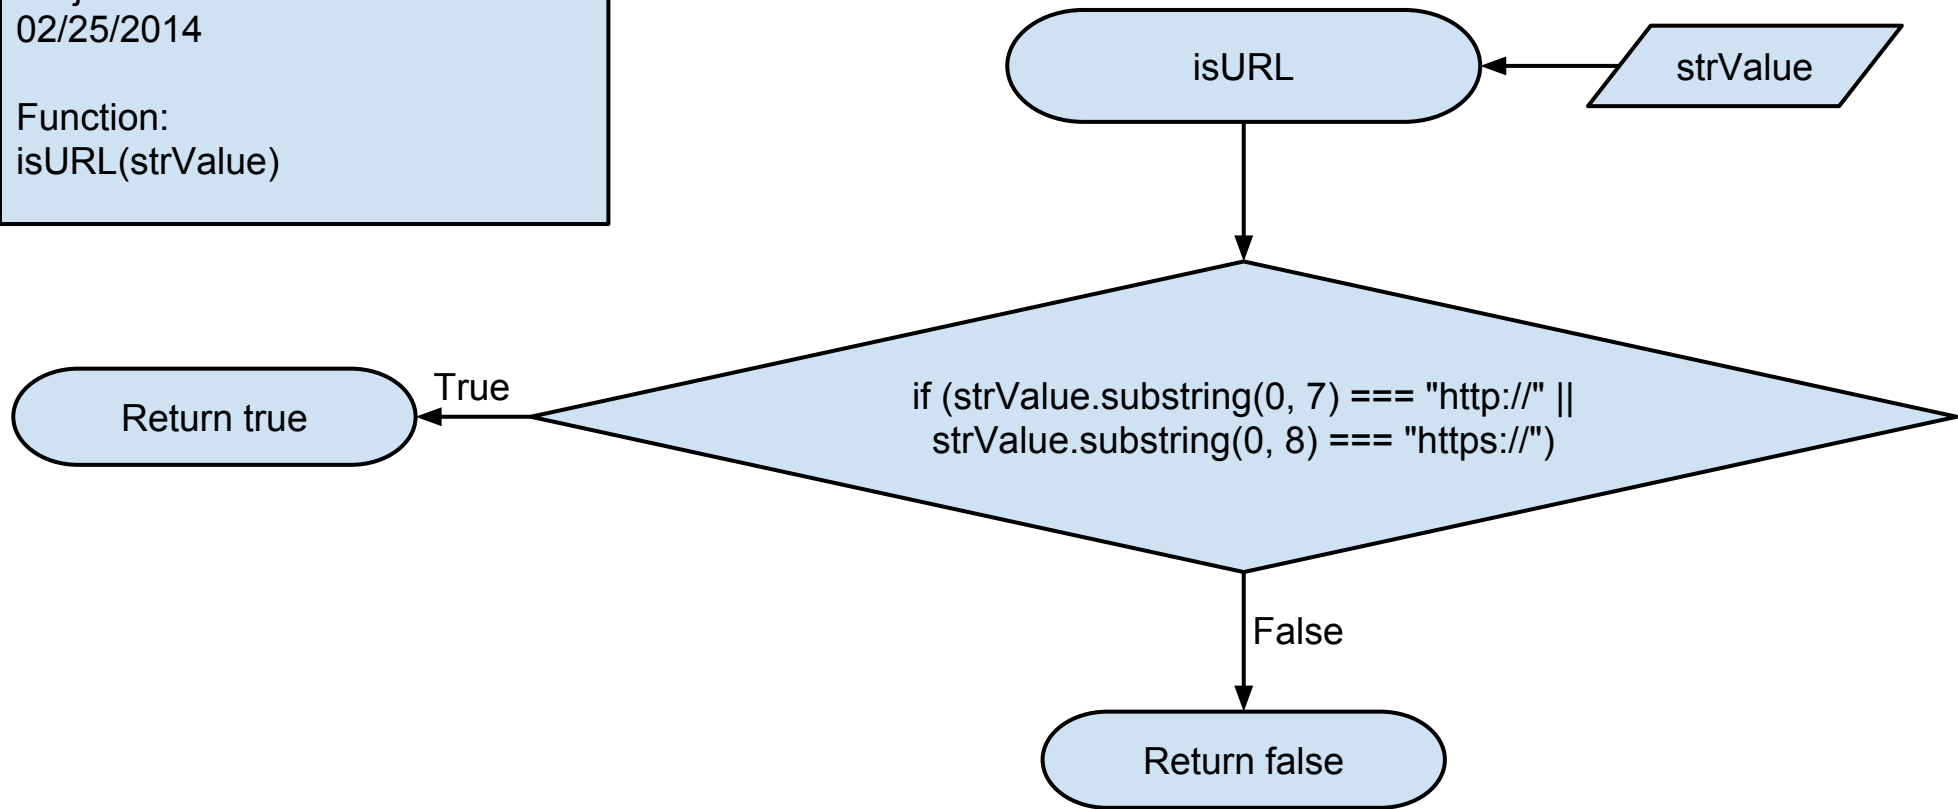 02/25/2014
Function:
isURL(strValue)
isURL
strValue
if (strValue.substring(0, 7) === "http://" ||
strValue.substring(0, 8) === "https://")
True
Return true
False
Return false